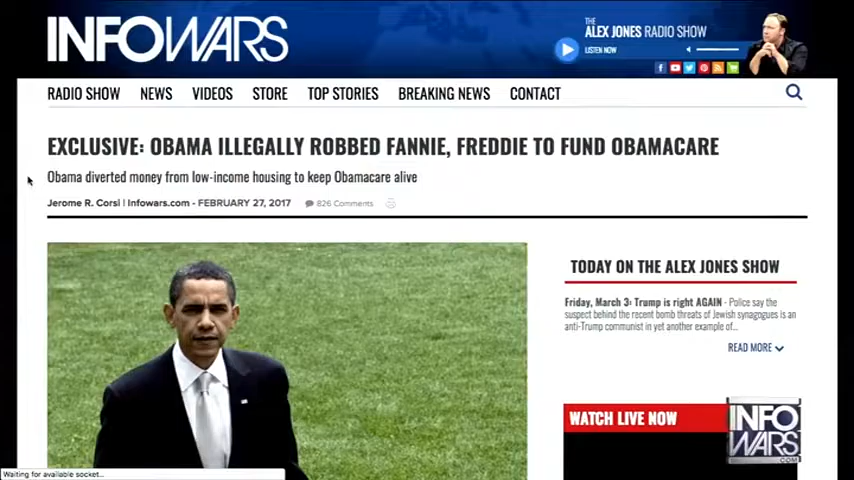 INFOWARS
THE
ALEX JONES RADIO SHOW
LISTEN NOW
RADIO SHOW NEWS VIDEOS STORE TOP STORIES BREAKING NEWS CONTACT
EXCLUSIVE: OBAMA ILLEGALLY ROBBED FANNIE, FREDDIE TO FUND OBAMACARE
Obama diverted money from low-income housing to keep Obamacare alive
Jerome R. Corsi | Infowars.com - FEBRUARY 27, 2017 826 Comments
TODAY ON THE ALEX JONES SHOW
Friday, March 3: Trump is right AGAIN - Police say the
suspect behind the recent bomb threats of Jewish synagogues is an
anti-Trump communist in yet another example of...
READ MORE
WATCH LIVE NOW
INFO
WARS
.COM
Waiting for available socket...